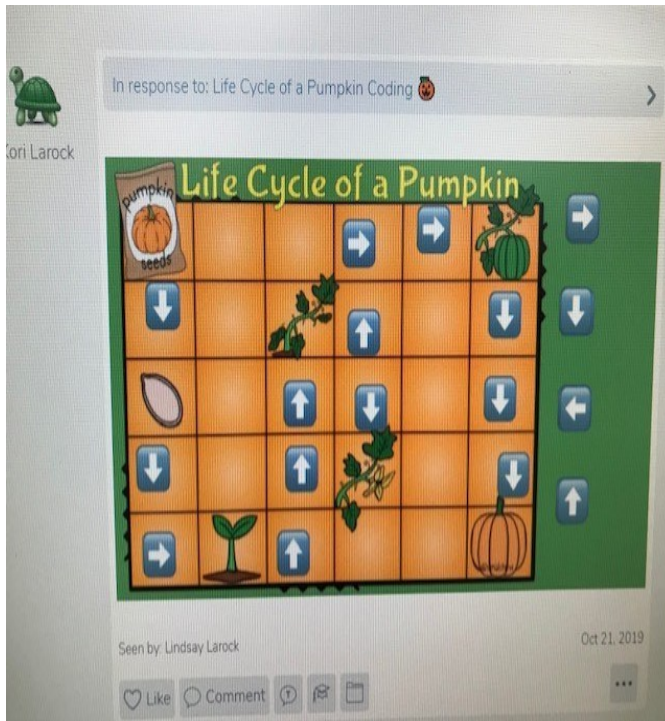 In response to: Life Cycle of a Pumpkin Coding 🎃
Kori Larock
Life Cycle of a Pumpkin
pumpkin
seeds
Seen by: Lindsay Larock
Oct 21, 2019
Like
Comment